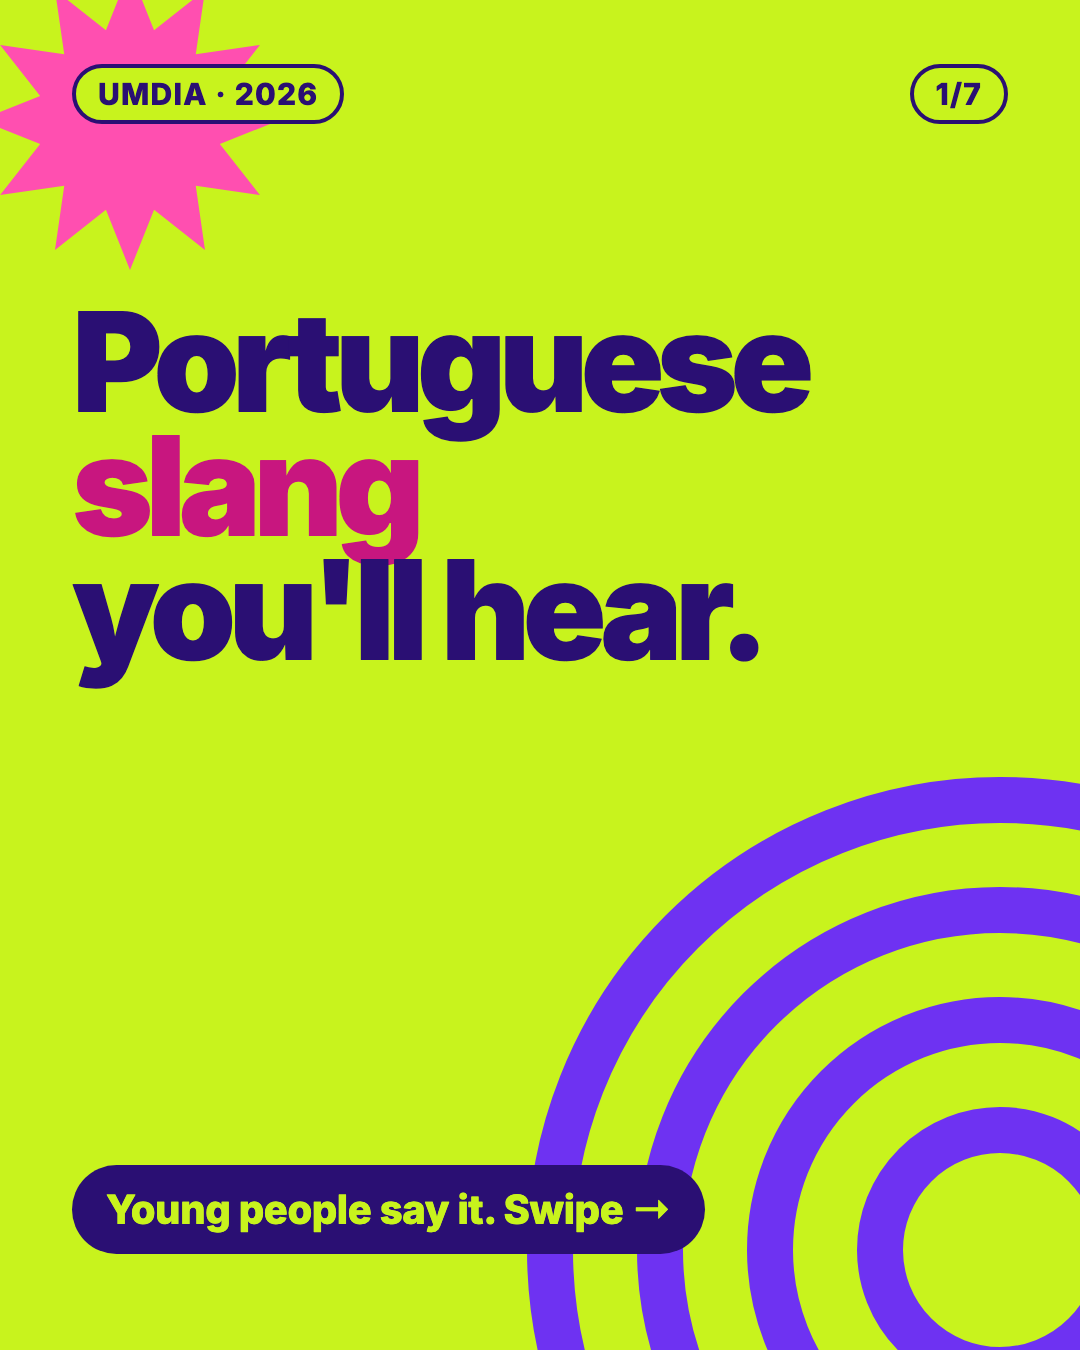 UMDIA · 2026
1/7
Portuguese
slang
you'll hear.
Young people say it. Swipe →